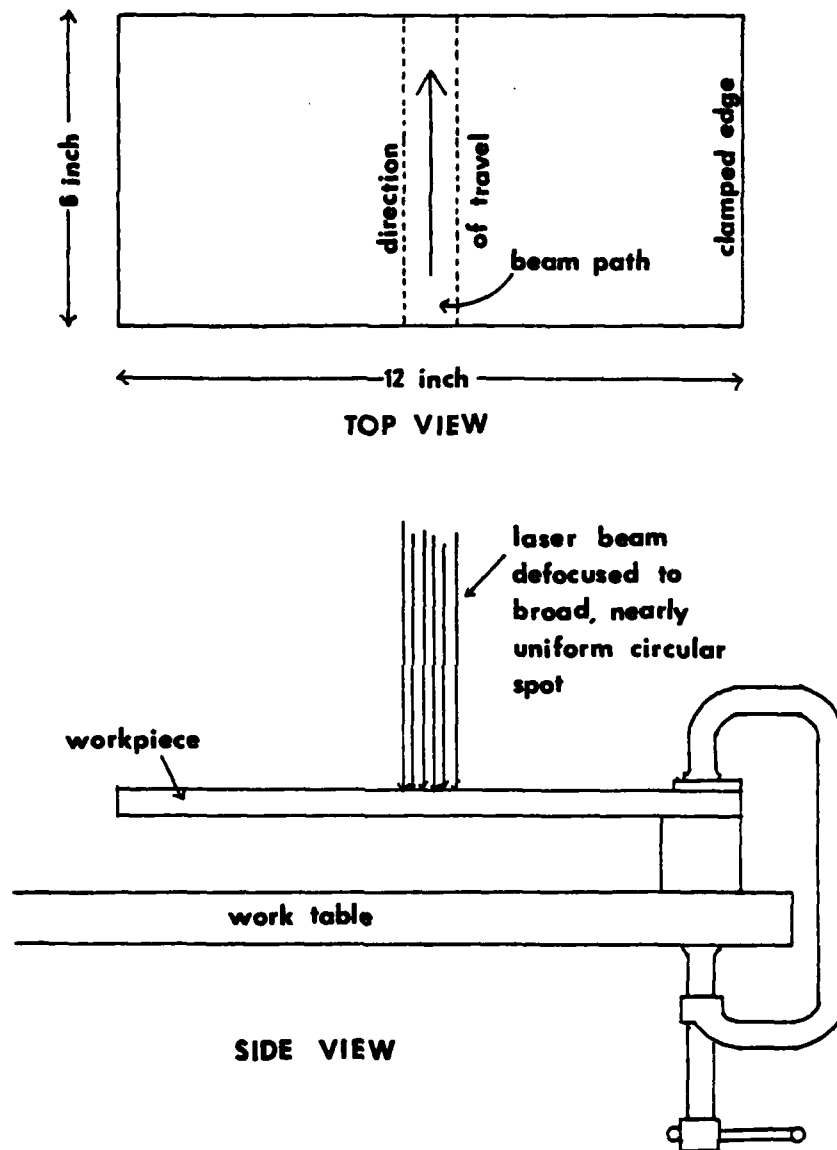 6 inch
direction
of travel
clamped edge
beam path
12 inch
TOP VIEW
laser beam
defocused to
broad, nearly
uniform circular
spot
workpiece
work table
SIDE VIEW